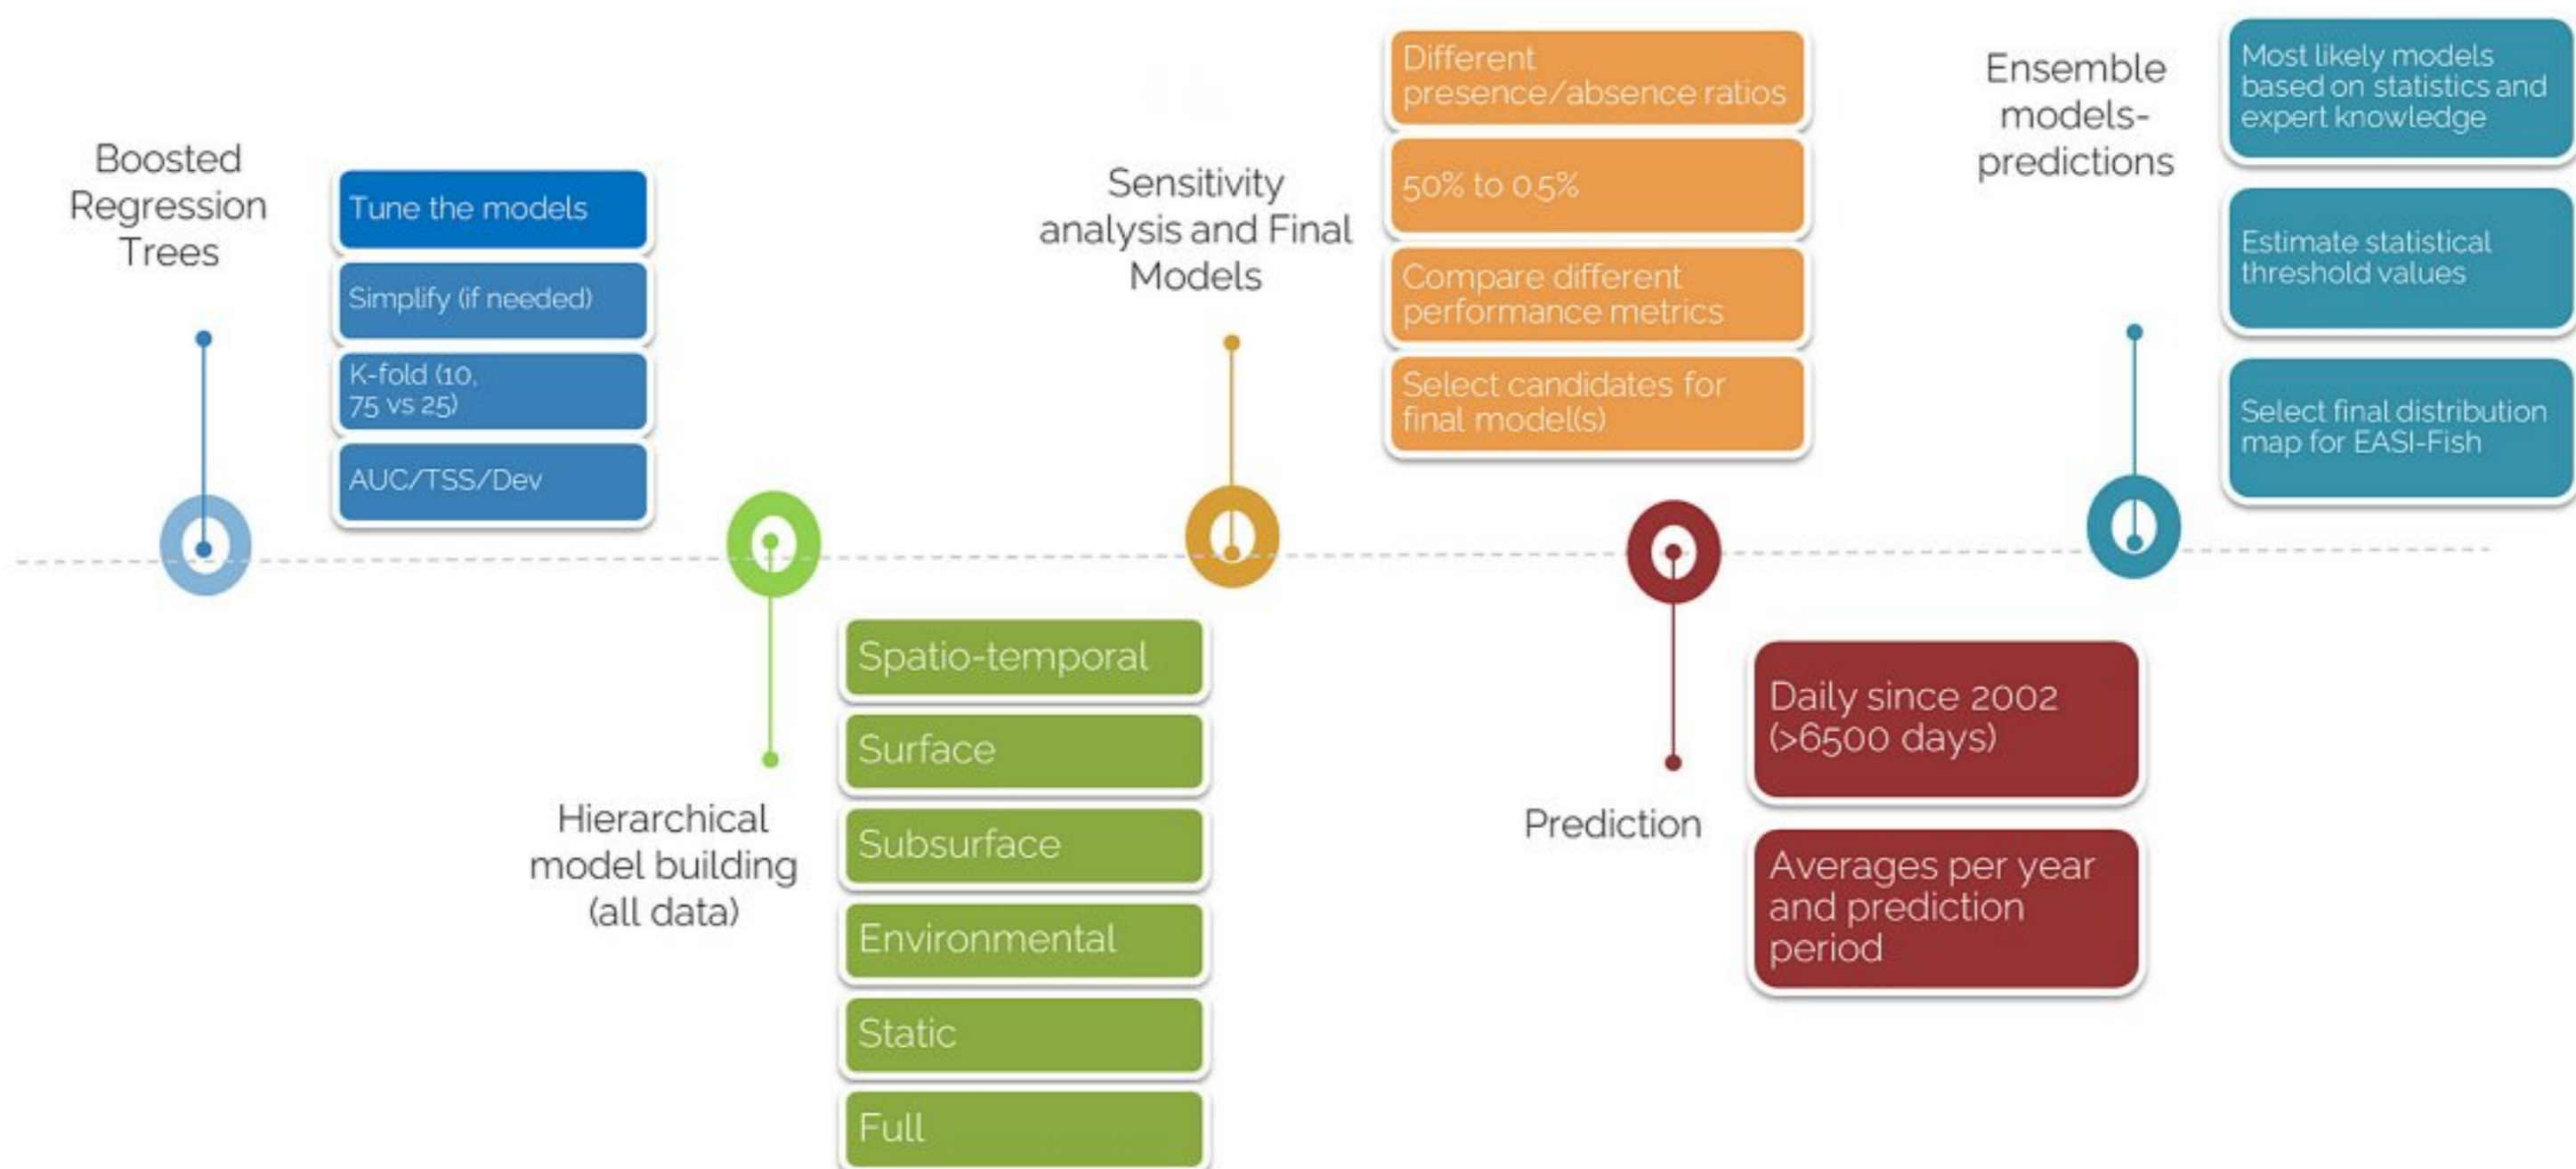 Boosted
Regression
Trees
Tune the models
Simplify (if needed)
K-fold (10,
75 vs 25)
AUC/TSS/Dev
Hierarchical
model building
(all data)
Spatio-temporal
Surface
Subsurface
Environmental
Static
Full
Sensitivity
analysis and Final
Models
Different
presence/absence ratios
50% to 0.5%
Compare different
performance metrics
Select candidates for
final model(s)
Prediction
Daily since 2002
(>6500 days)
Averages per year
and prediction
period
Ensemble
models-
predictions
Most likely models
based on statistics and
expert knowledge
Estimate statistical
threshold values
Select final distribution
map for EASI-Fish